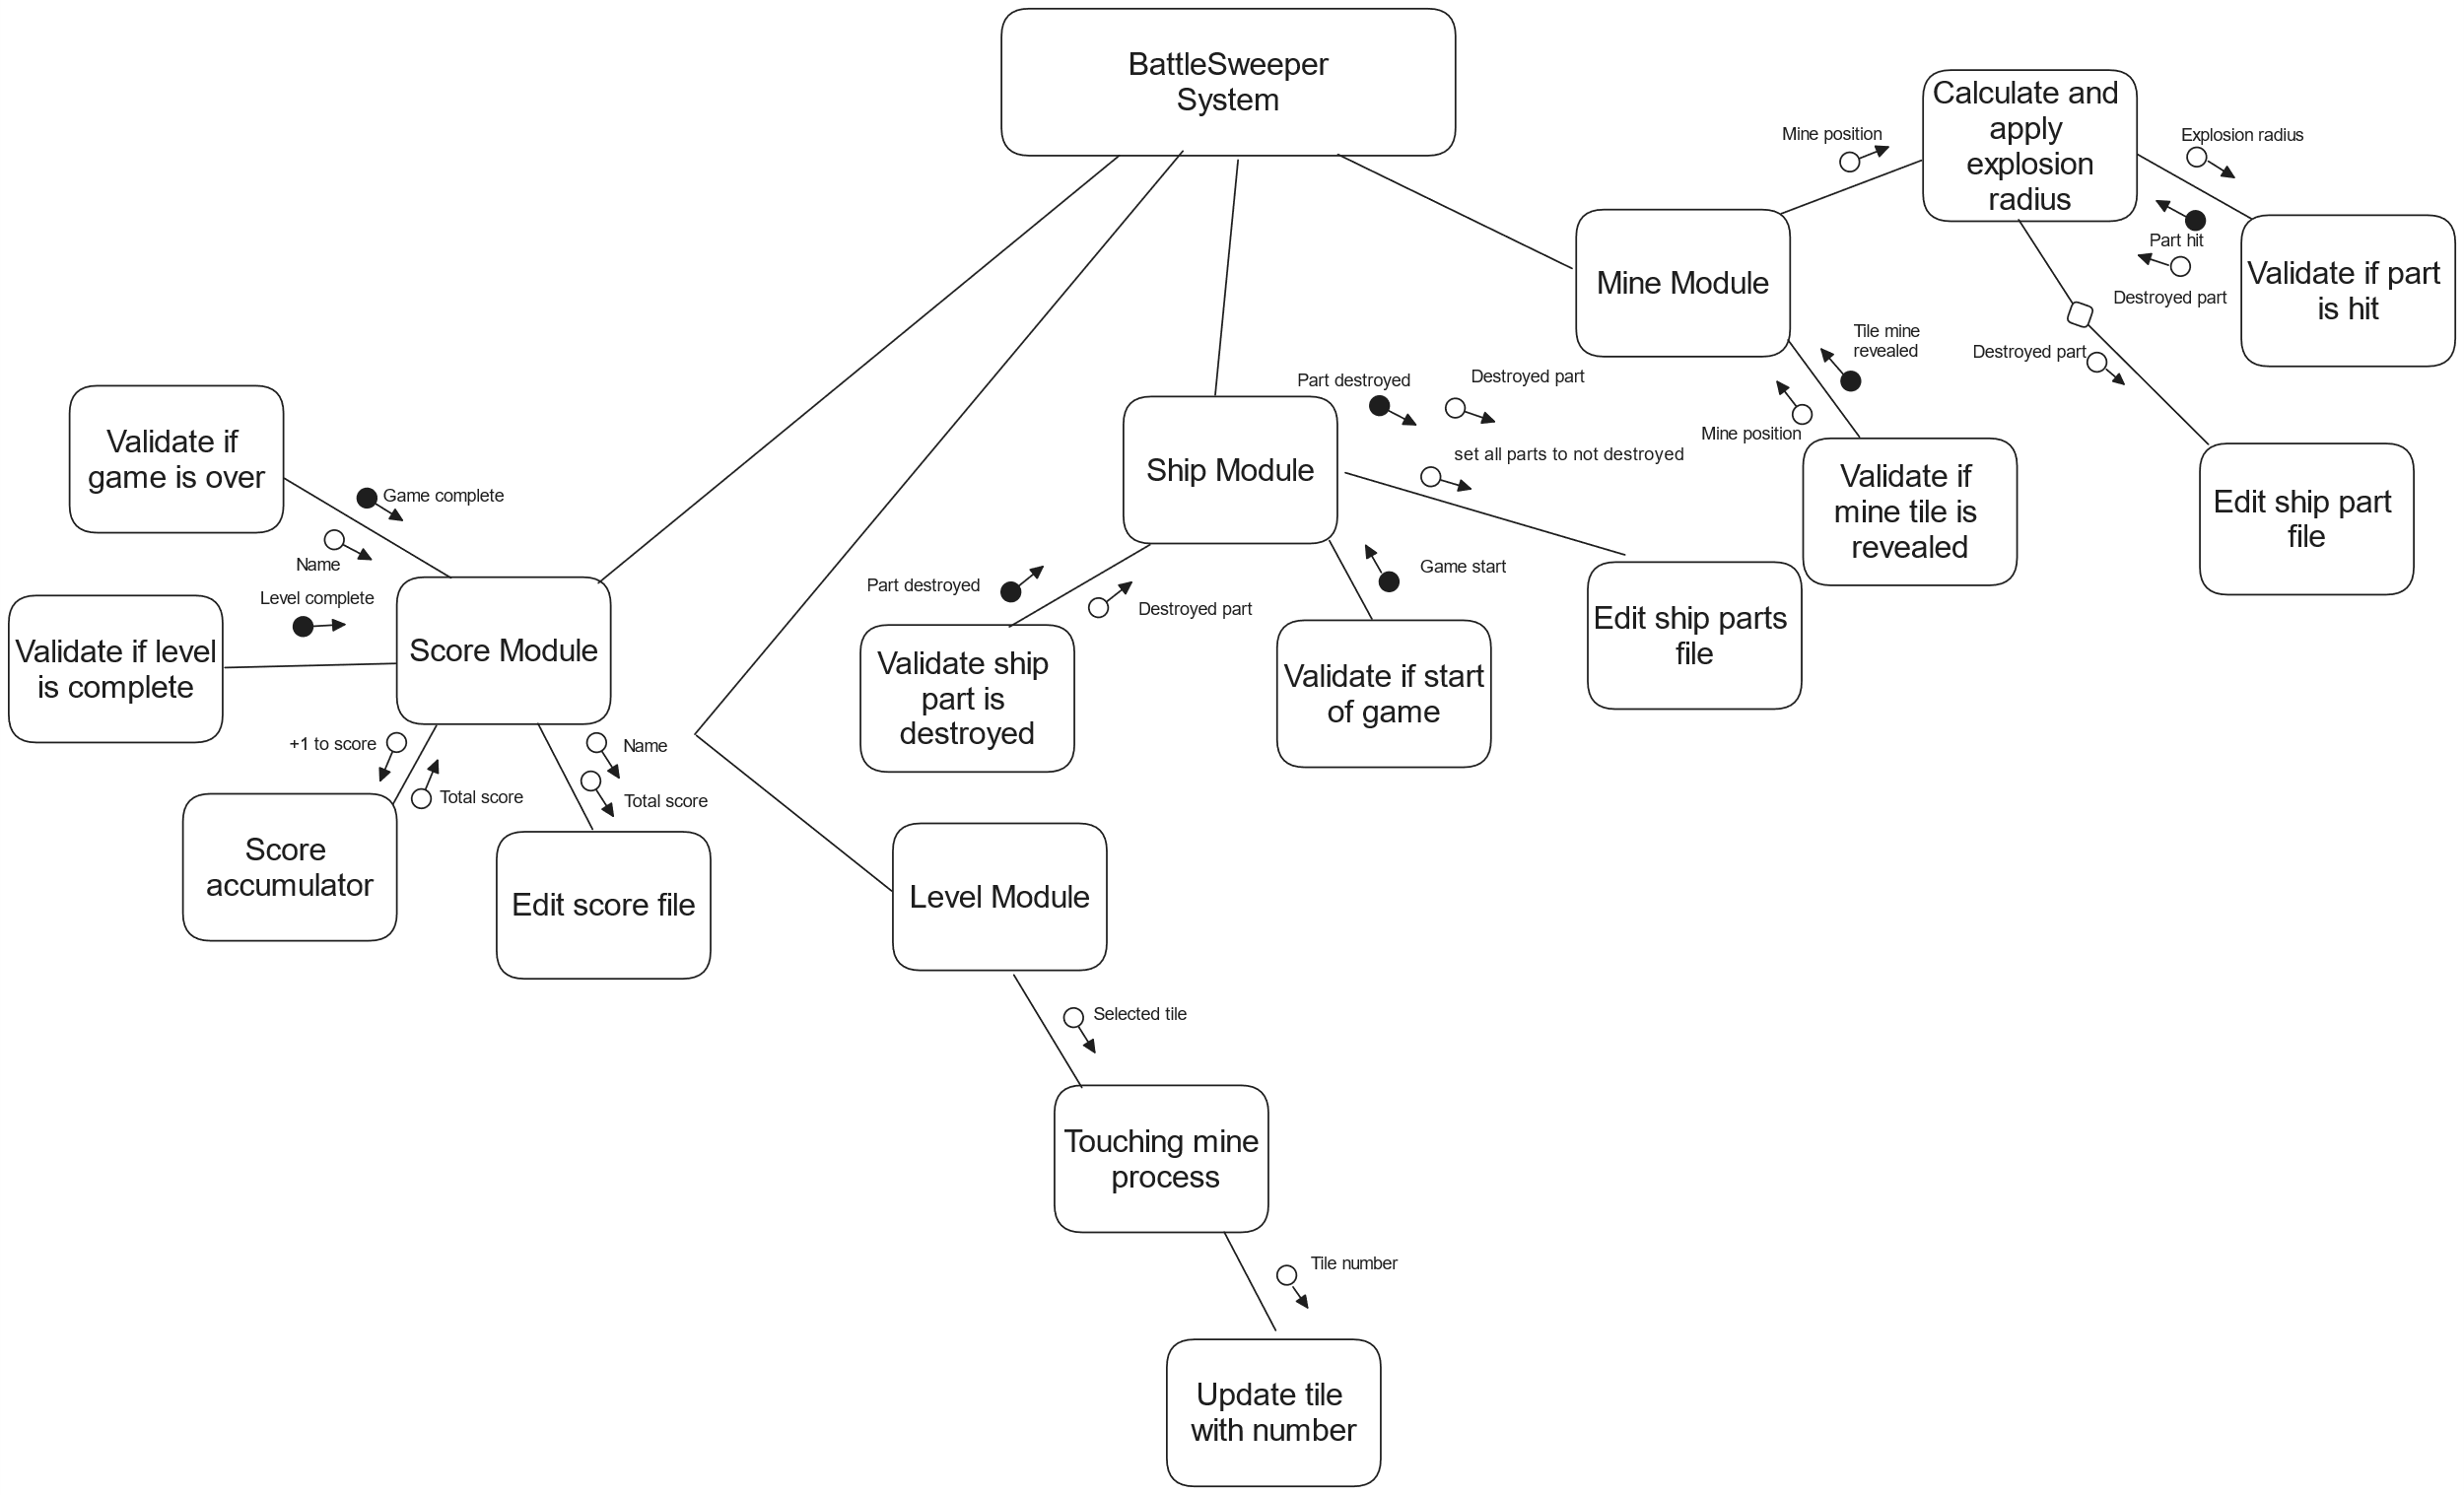 BattleSweeper
System
Calculate and
apply
explosion
radius
Mine position
Explosion radius
Part hit
Destroyed part
Validate if part
is hit
Mine Module
Tile mine
revealed
Mine position
Destroyed part
Edit ship part
file
Validate if
mine tile is
revealed
Part destroyed
Destroyed part
set all parts to not destroyed
Ship Module
Game start
Edit ship parts
file
Part destroyed
Destroyed part
Validate ship
part is
destroyed
Validate if start
of game
Validate if
game is over
Game complete
Name
Level complete
Validate if level
is complete
Score Module
+1 to score
Total score
Name
Total score
Score
accumulator
Edit score file
Level Module
Selected tile
Touching mine
process
Tile number
Update tile
with number